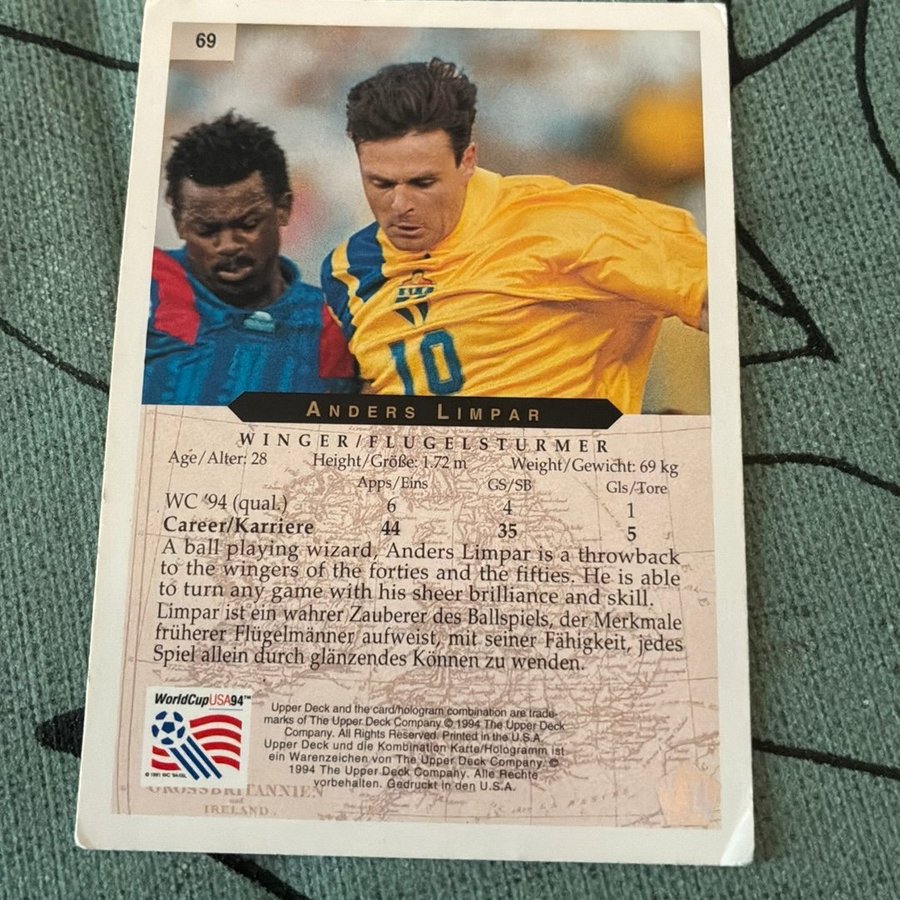 69
10
ANDERS LIMPAR
WINGER/FLUGELSTURMER
Age/Alter: 28 Height/Größe: 1.72 m Weight/Gewicht: 69 kg
Apps/Eins GS/SB Gls/Tore
WC '94 (qual.) 6 4 1
Career/Karriere 44 35 5
A ball playing wizard, Anders Limpar is a throwback
to the wingers of the forties and the fifties. He is able
to turn any game with his sheer brilliance and skill.
Limpar ist ein wahrer Zauberer des Ballspiels, der Merkmale
früherer Flügelmänner aufweist, mit seiner Fähigkeit, jedes
Spiel allein durch glänzendes Können zu wenden.
WorldCupUSA94™
Upper Deck and the card/hologram combination are trade-
marks of The Upper Deck Company.© 1994 The Upper Deck
Company. All Rights Reserved. Printed in the U.S.A.
Upper Deck und die Kombination Karte/Hologramm ist
ein Warenzeichen von The Upper Deck Company. ©
1994 The Upper Deck Company. Alle Rechte
vorbehalten. Gedruckt in den U.S.A.
GROSSBRITANNIEN
und
IRELAND